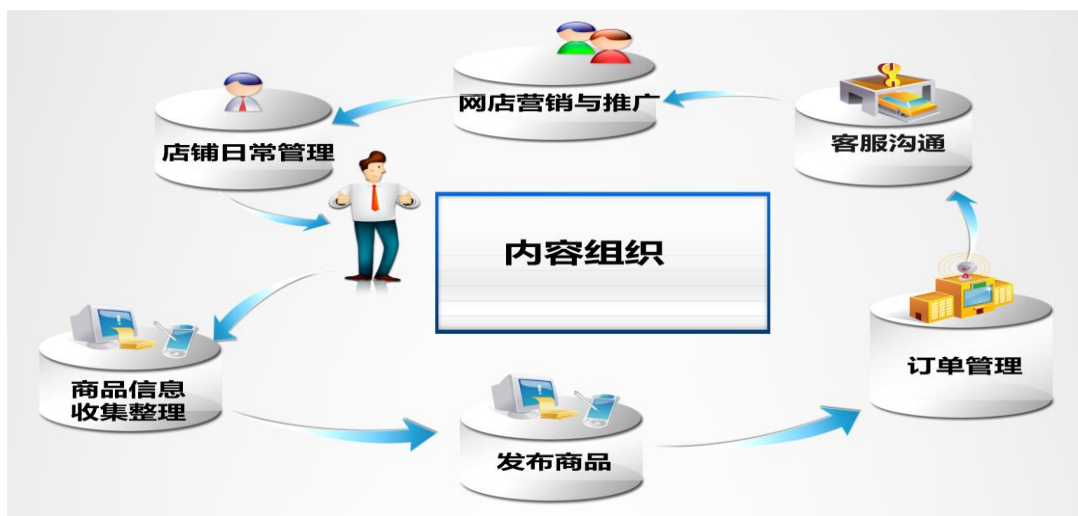 网店营销与推广
店铺日常管理
客服沟通
内容组织
商品信息
收集整理
发布商品
订单管理